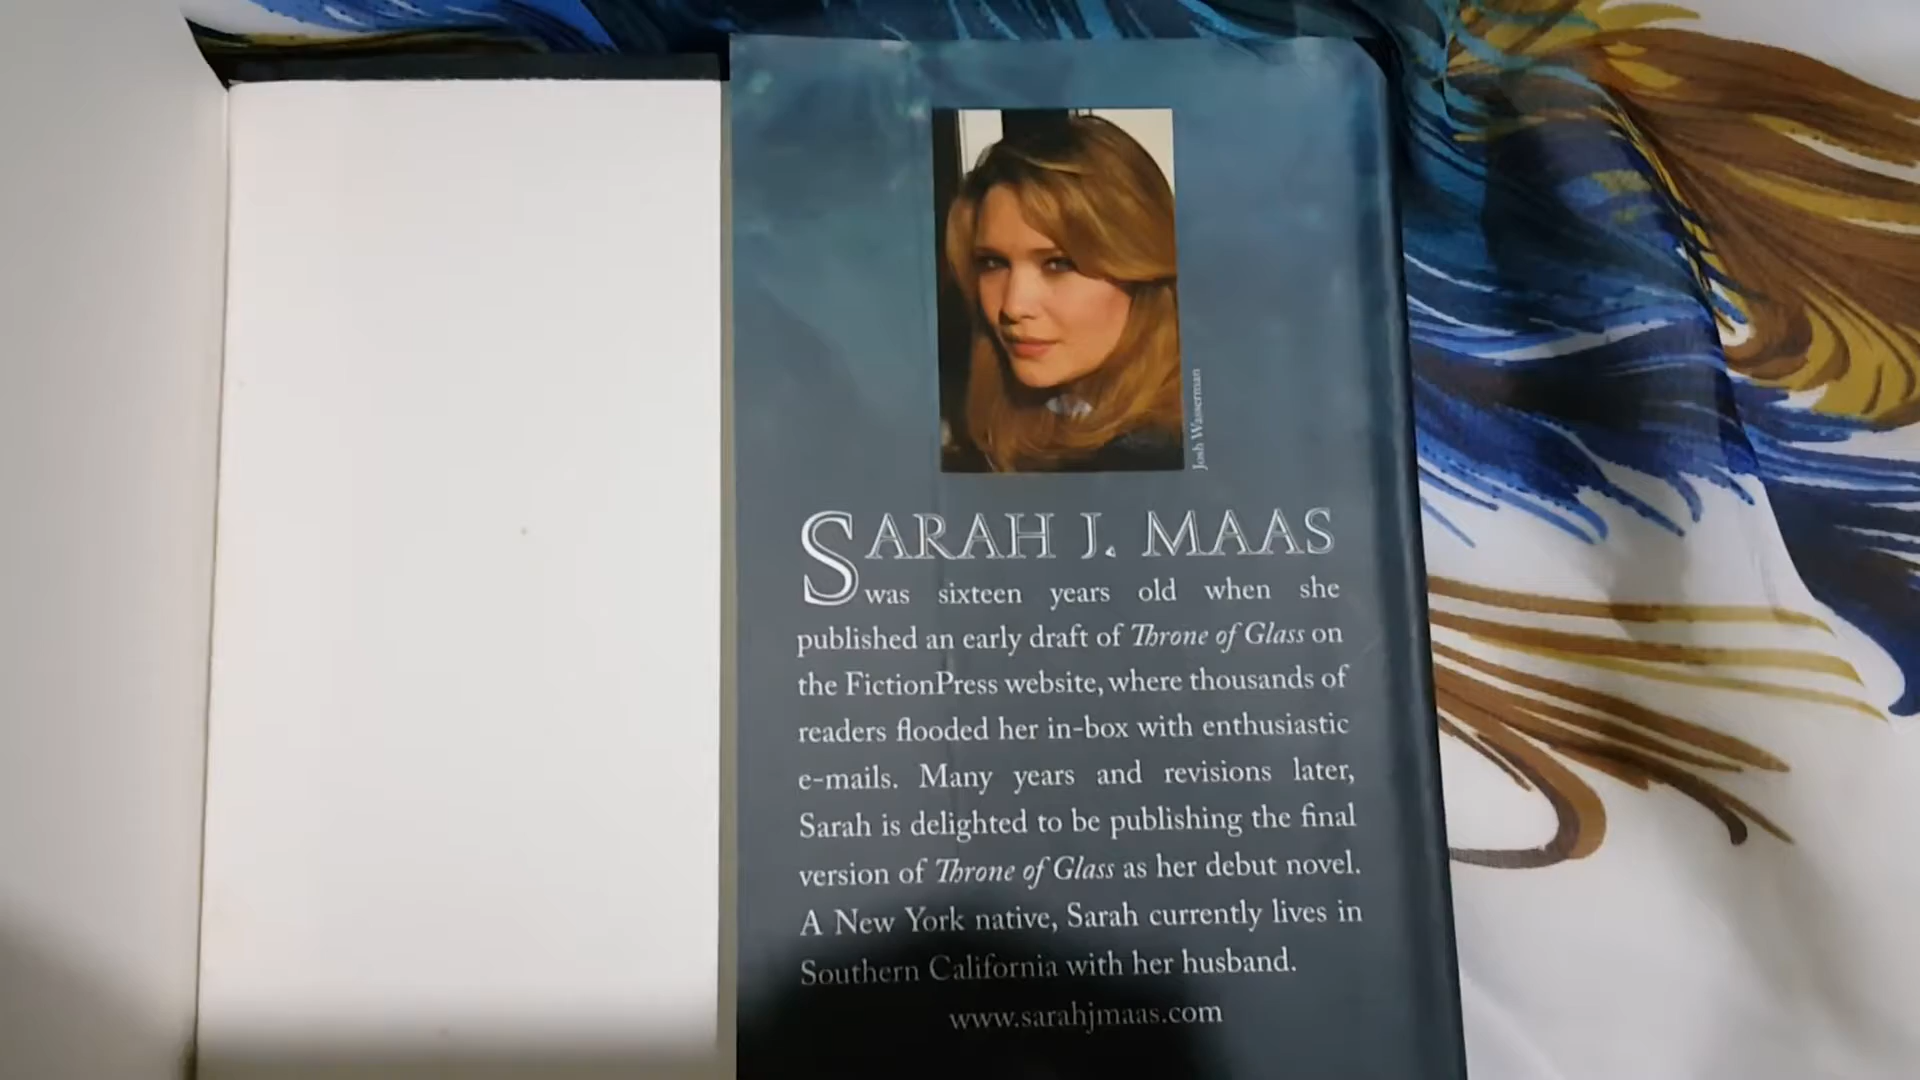 Josh Wasserman
SARAH J. MAAS
was sixteen years old when she
published an early draft of Throne of Glass on
the FictionPress website, where thousands of
readers flooded her in-box with enthusiastic
e-mails. Many years and revisions later,
Sarah is delighted to be publishing the final
version of Throne of Glass as her debut novel.
A New York native, Sarah currently lives in
Southern California with her husband.
www.sarahjmaas.com